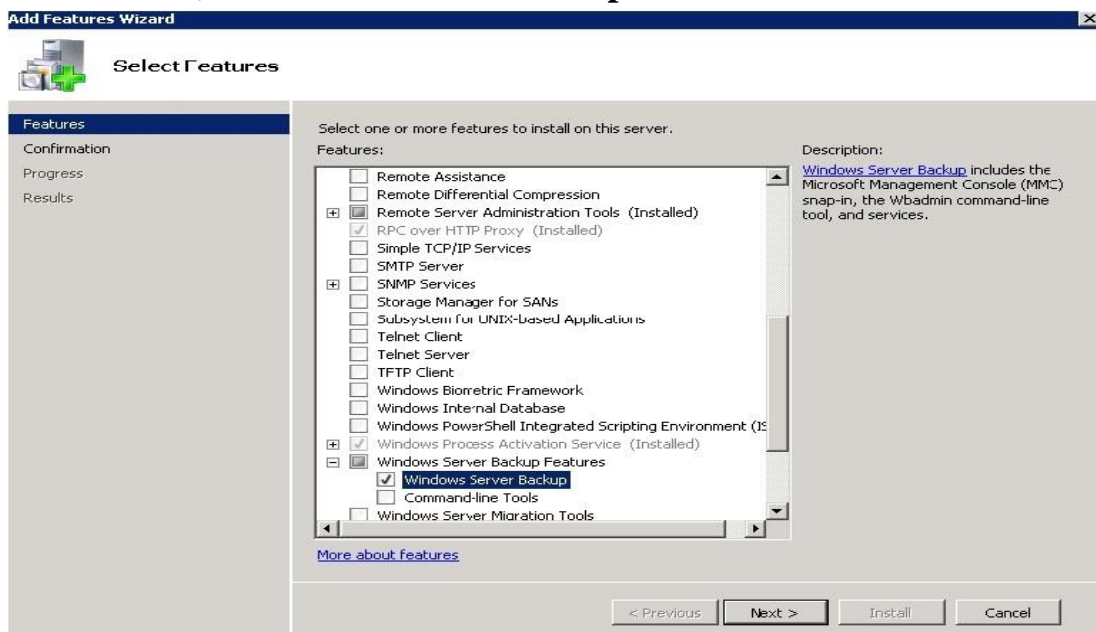 Add Features Wizard
Select Features
Features
Confirmation
Progress
Results
Select one or more features to install on this server.
Features:
Remote Assistance
Remote Differential Compression
Remote Server Administration Tools (Installed)
RPC over HTTP Proxy (Installed)
Simple TCP/IP Services
SMTP Server
SNMP Services
Storage Manager for SANs
Subsystem for UNIX-based Applications
Telnet Client
Telnet Server
TFTP Client
Windows Biometric Framework
Windows Internal Database
Windows PowerShell Integrated Scripting Environment (IS
Windows Process Activation Service (Installed)
Windows Server Backup Features
Windows Server Backup
Command-line Tools
Windows Server Migration Tools
More about features
Description:
Windows Server Backup includes the
Microsoft Management Console (MMC)
snap-in, the Wbadmin command-line
tool, and services.
< Previous
Next >
Install
Cancel